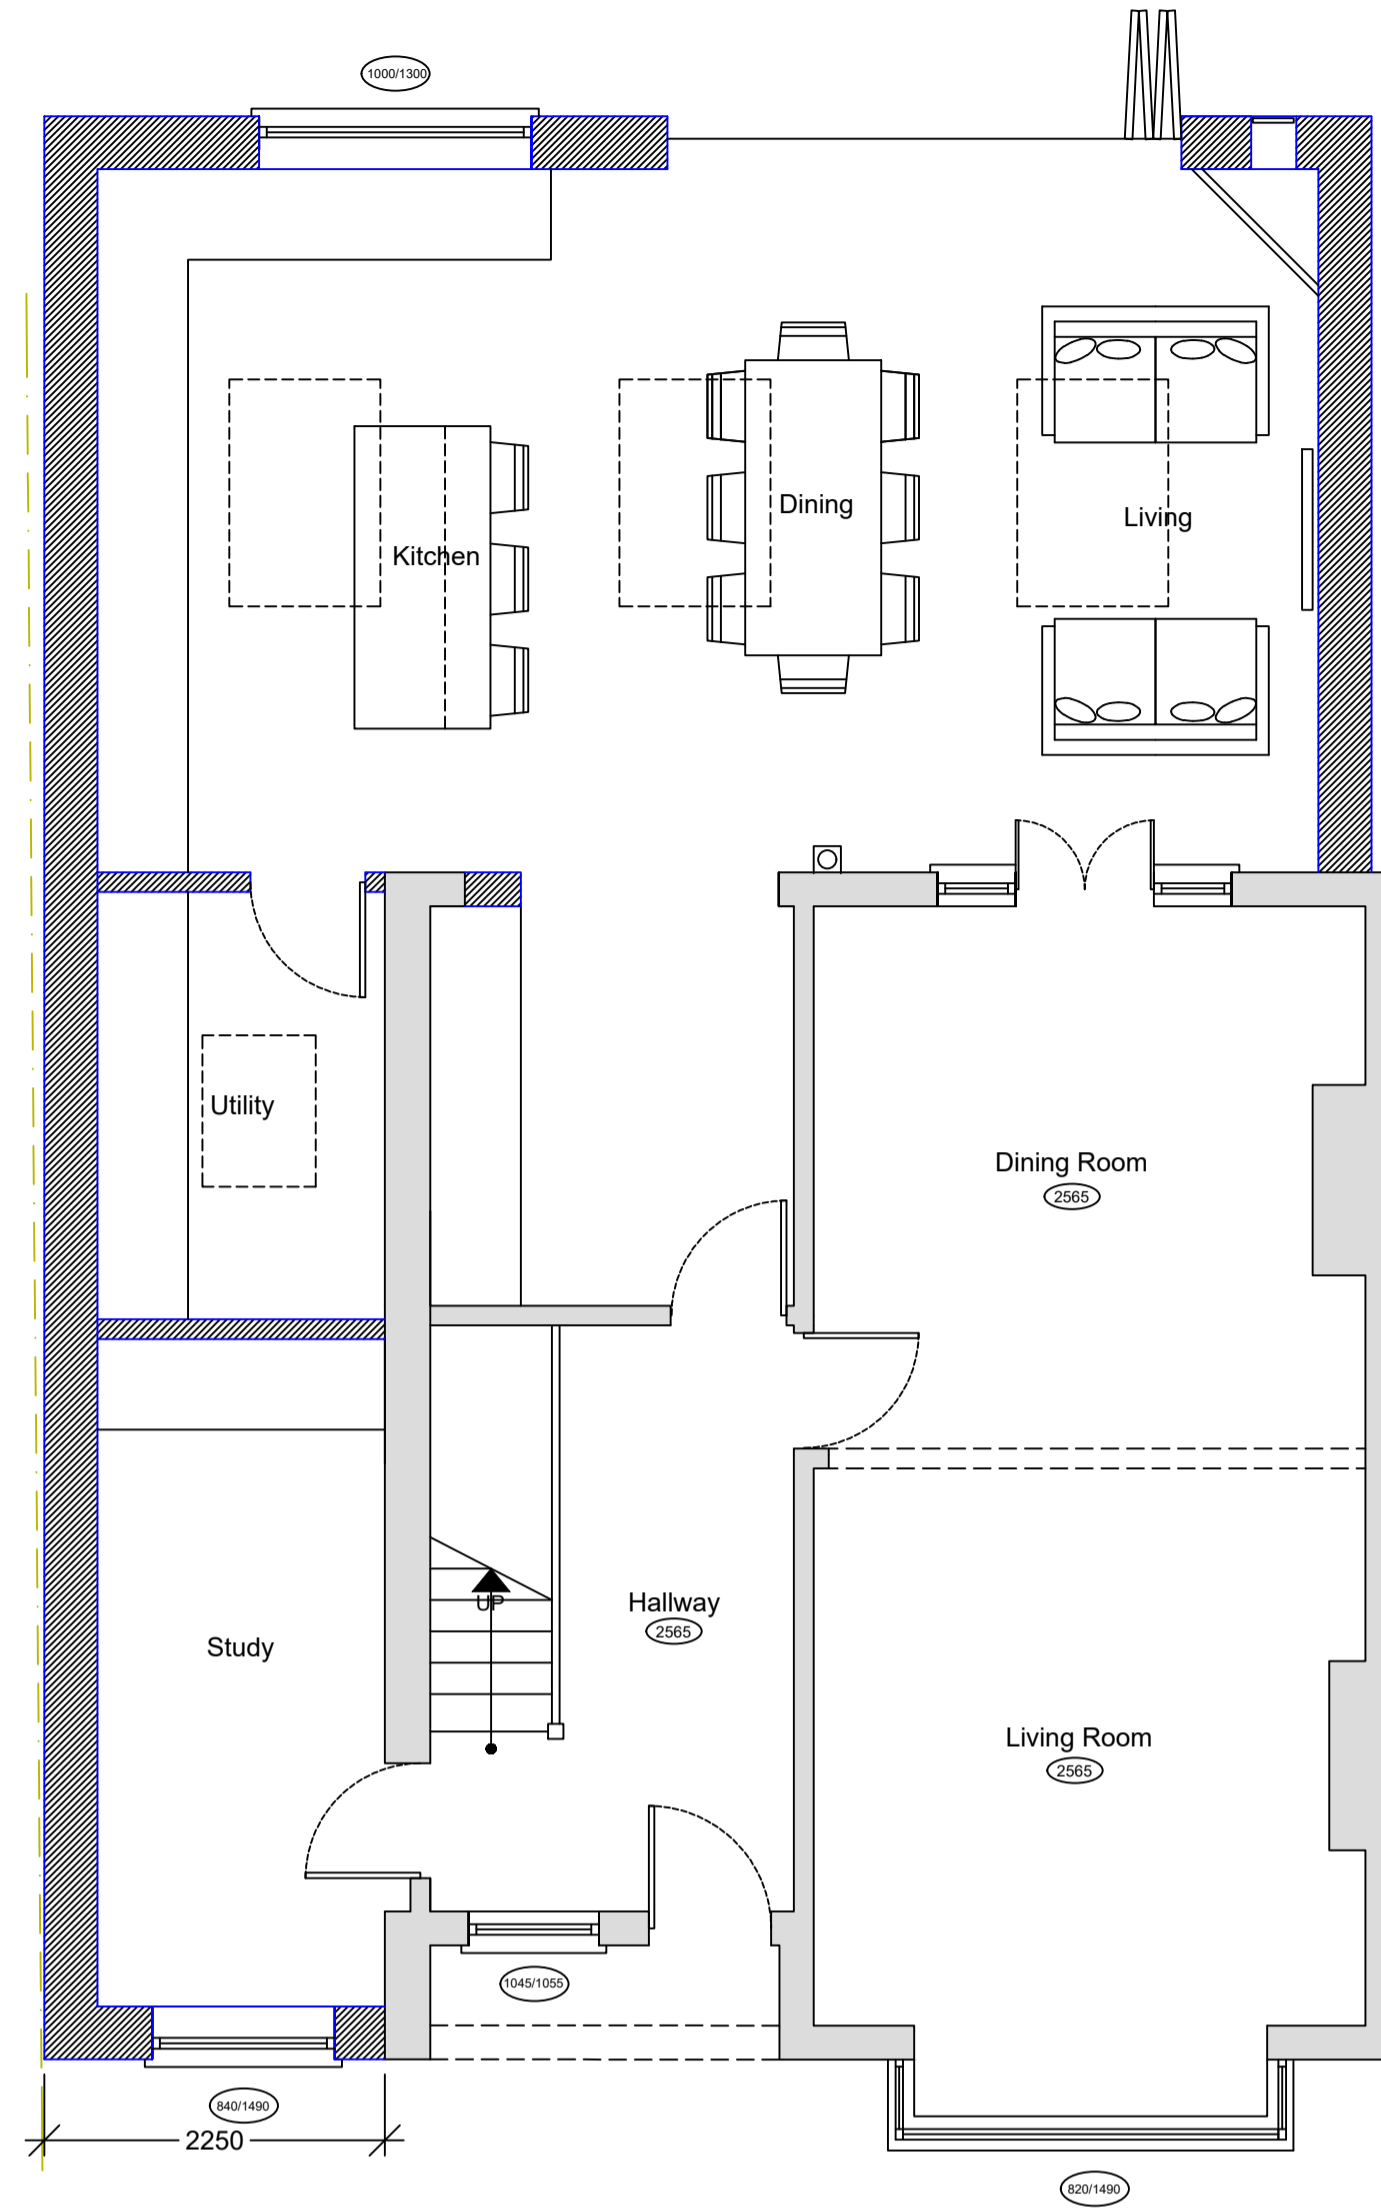 1000/1300
Dining
Living
Kitchen
Utility
Dining Room
2565
UP
Hallway
2565
Study
Living Room
2565
1045/1055
840/1490
2250
820/1490